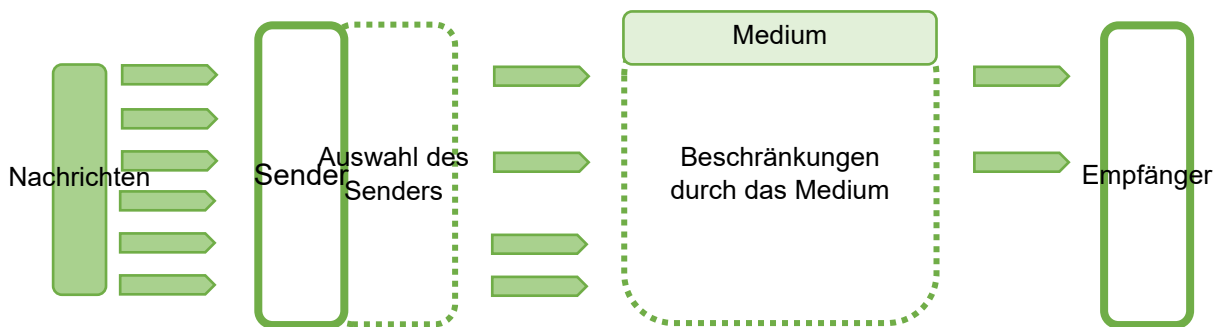 Nachrichten
Sender
Auswahl des
Senders
Medium
Beschränkungen
durch das Medium
Empfänger